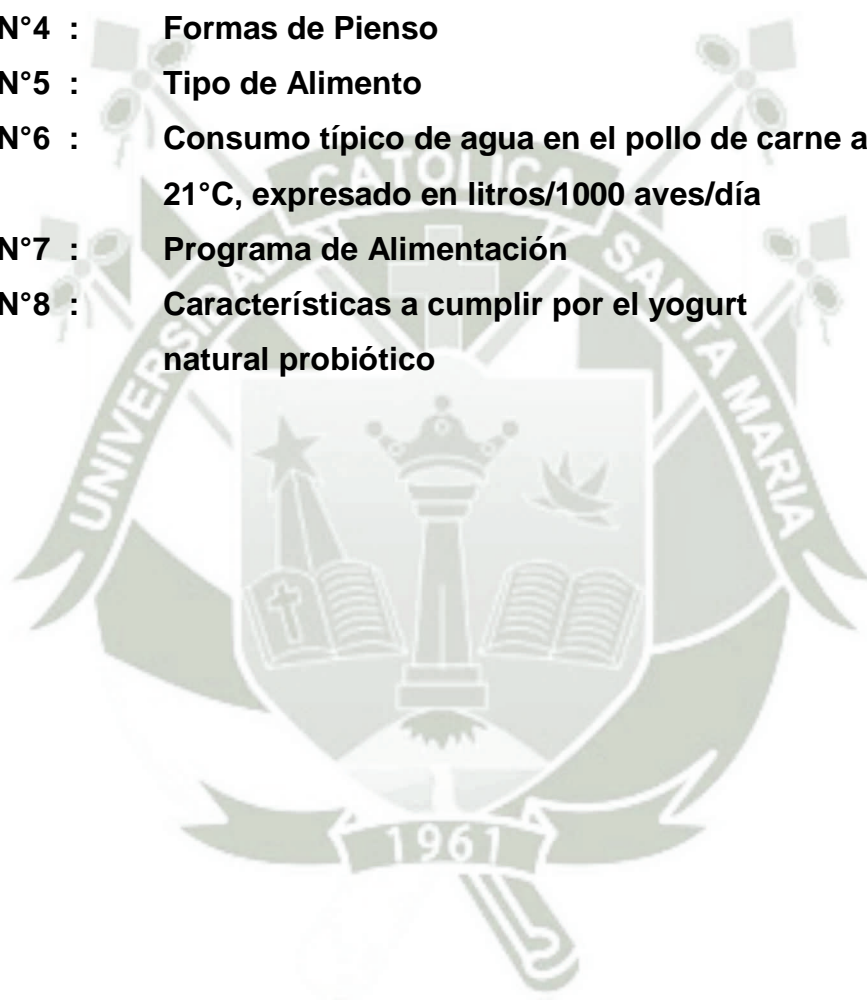 N°4 : Formas de Pienso
N°5 : Tipo de Alimento
N°6 : Consumo típico de agua en el pollo de carne a
21°C, expresado en litros/1000 aves/día
N°7 : Programa de Alimentación
N°8 : Características a cumplir por el yogurt
natural probiótico
UNIVERSIDAD CATOLICA SANTA MARIA
1961